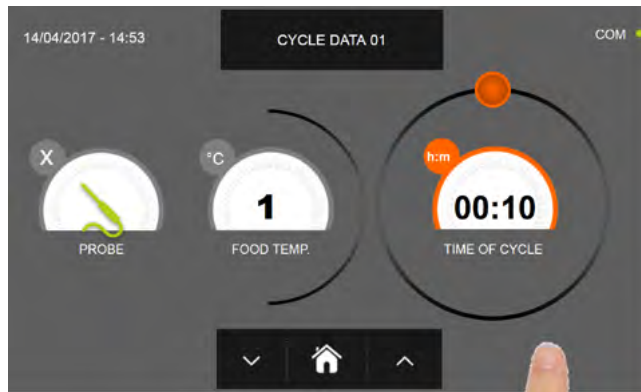 14/04/2017 - 14:53
CYCLE DATA 01
COM
X
°C
h:m
1
00:10
PROBE
FOOD TEMP.
TIME OF CYCLE